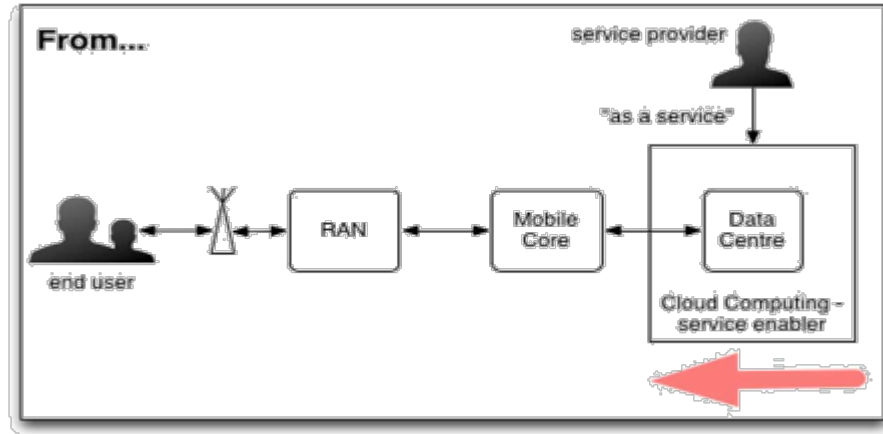 From...
service provider
"as a service"
RAN
Mobile
Core
Data
Centre
end user
Cloud Computing -
service enabler